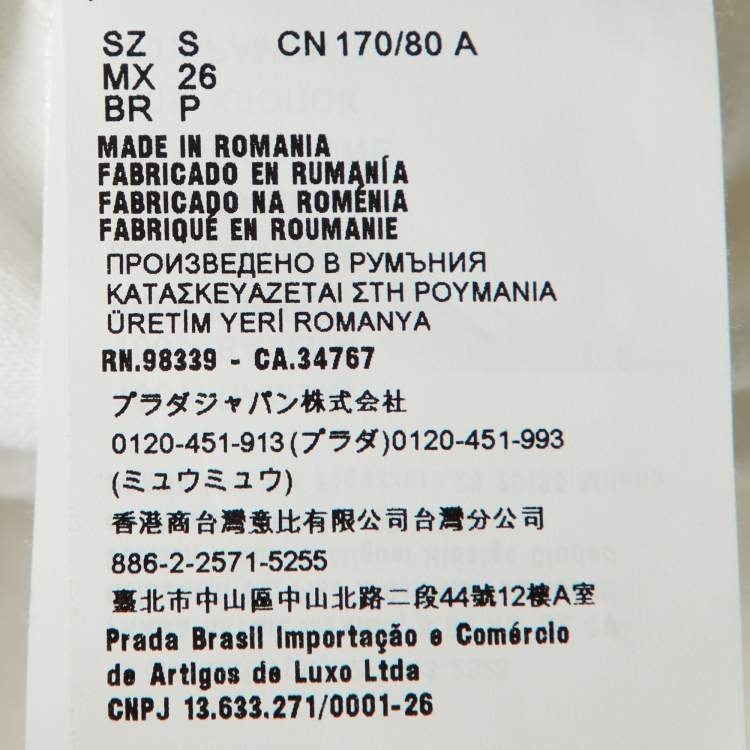 SZ S CN 170/80 A
MX 26
BR P
MADE IN ROMANIA
FABRICADO EN RUMANÍA
FABRICADO NA ROMÉNIA
FABRIQUÉ EN ROUMANIE
ПРОИЗВЕДЕНО В РУМЪНИЯ
ΚΑΤΑΣΚΕΥΑΖΕΤΑΙ ΣΤΗ ΡΟΥΜΑΝΙΑ
ÜRETİM YERİ ROMANYA
RN.98339 - CA.34767
プラダジャパン株式会社
0120-451-913(プラダ)0120-451-993
(ミュウミュウ)
香港商台灣意比有限公司台灣分公司
886-2-2571-5255
臺北市中山區中山北路二段44號12樓A室
Prada Brasil Importação e Comércio
de Artigos de Luxo Ltda
CNPJ 13.633.271/0001-26